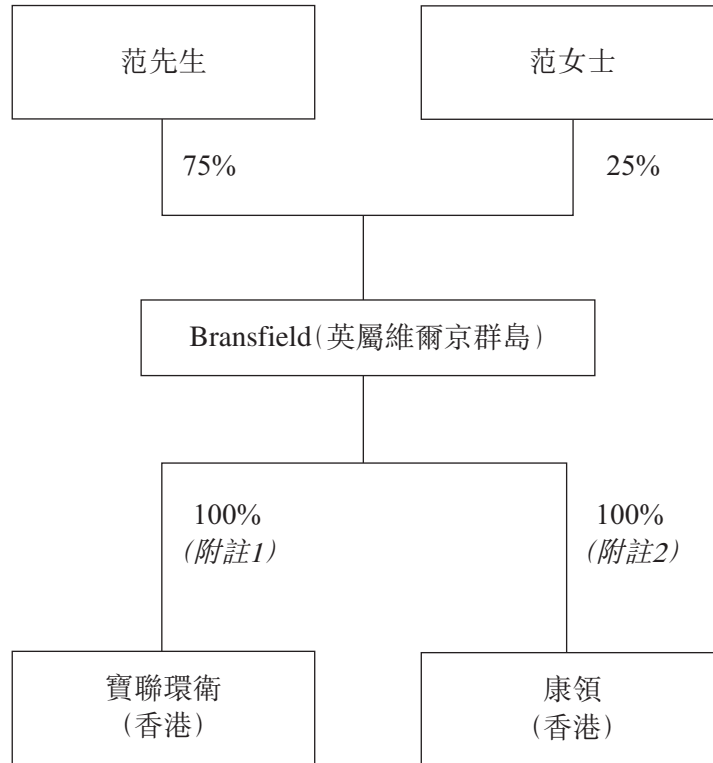 范先生
范女士
75%
25%
Bransfield(英屬維爾京群島)
100%
(附註1)
100%
(附註2)
寶聯環衛
(香港)
康領
(香港)